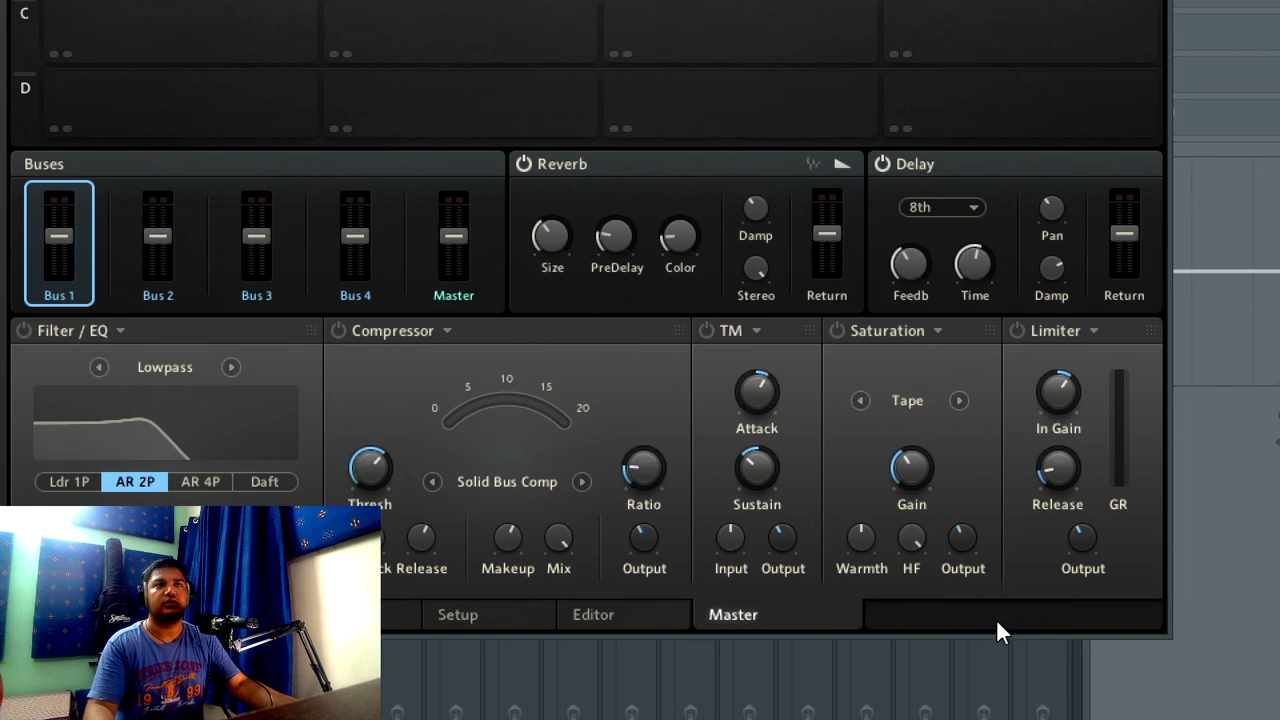 C
D
Buses
Reverb
Delay
8th
Damp
Pan
Size
PreDelay
Color
Bus 1
Bus 2
Bus 3
Bus 4
Master
Stereo
Return
Feedb
Time
Damp
Return
Filter / EQ
Compressor
TM
Saturation
Limiter
Lowpass
5
10
15
0
20
Tape
Attack
In Gain
Ldr 1P
AR 2P
AR 4P
Daft
Solid Bus Comp
Thresh
Ratio
Sustain
Gain
Release
GR
Release
Makeup
Mix
Output
Input
Output
Warmth
HF
Output
Output
Setup
Editor
Master
19 99